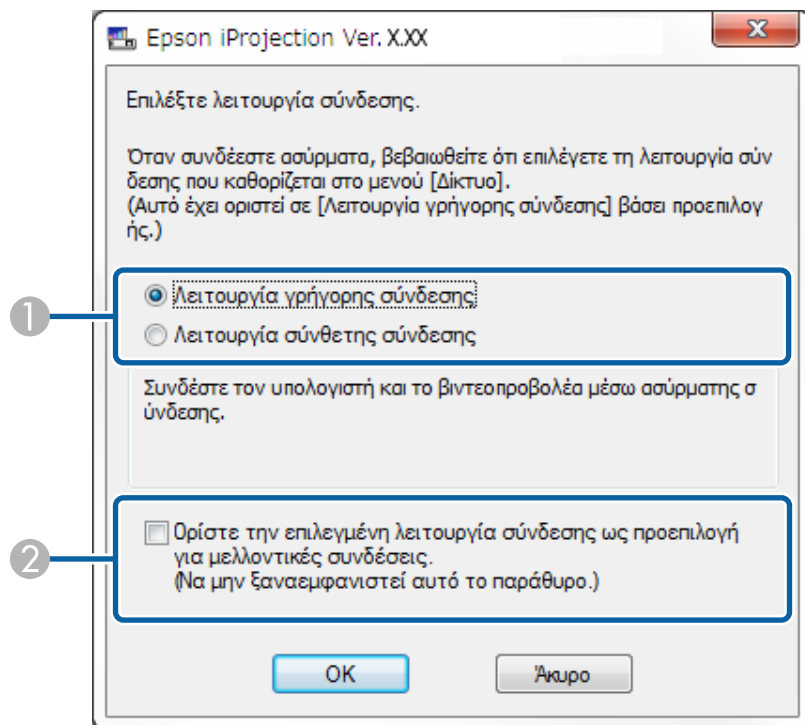 Epson iProjection Ver. X.XX
Επιλέξτε λειτουργία σύνδεσης.
Όταν συνδέεστε ασύρματα, βεβαιωθείτε ότι επιλέγετε τη λειτουργία σύν
δεσης που καθορίζεται στο μενού [Δίκτυο].
(Αυτό έχει οριστεί σε [Λειτουργία γρήγορης σύνδεσης] βάσει προεπιλογ
ής.)
1
Λειτουργία γρήγορης σύνδεσης
Λειτουργία σύνθετης σύνδεσης
Συνδέστε τον υπολογιστή και το βιντεοπροβολέα μέσω ασύρματης σ
ύνδεσης.
2
Ορίστε την επιλεγμένη λειτουργία σύνδεσης ως προεπιλογή
για μελλοντικές συνδέσεις.
(Να μην ξαναεμφανιστεί αυτό το παράθυρο.)
OK
Άκυρο